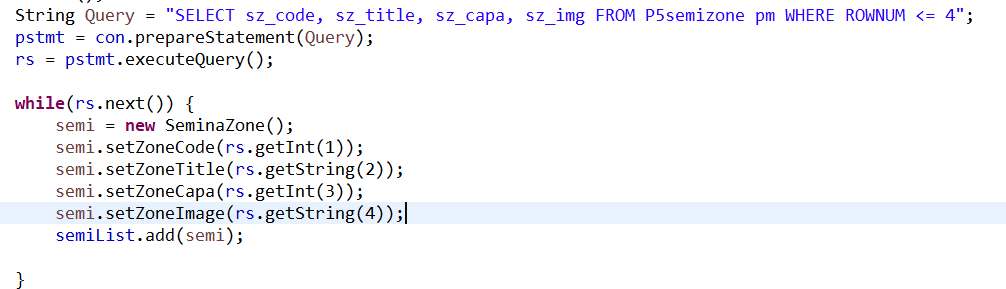 String Query = "SELECT sz_code, sz_title, sz_capa, sz_img FROM P5semizone pm WHERE ROWNUM <= 4";
pstmt = con.prepareStatement(Query);
rs = pstmt.executeQuery();
while(rs.next()) {
semi = new SeminaZone();
semi.setZoneCode(rs.getInt(1));
semi.setZoneTitle(rs.getString(2));
semi.setZoneCapa(rs.getInt(3));
semi.setZoneImage(rs.getString(4));
semiList.add(semi);
}